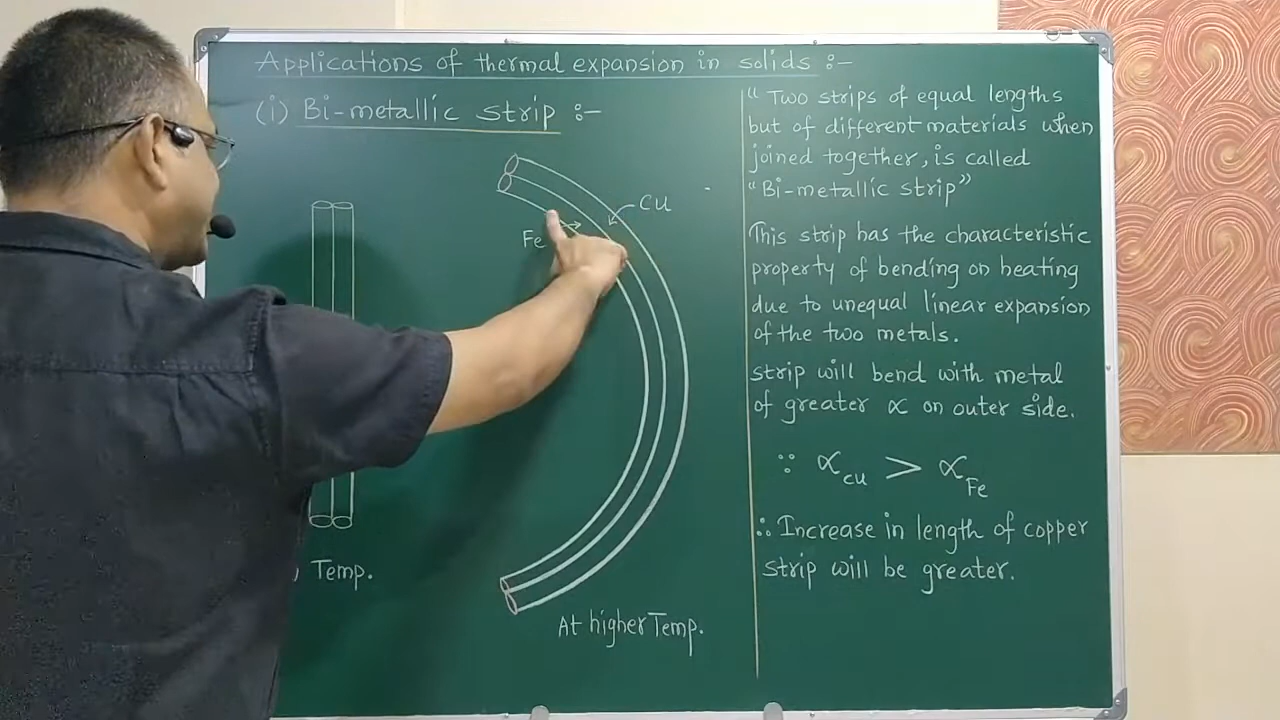 Applications of thermal expansion in solids :-
(i) Bi-metallic strip :-
Cu
Fe
Temp.
At higher Temp.
“Two strips of equal lengths
but of different materials when
joined together, is called
“Bi-metallic strip”
This strip has the characteristic
property of bending on heating
due to unequal linear expansion
of the two metals.
strip will bend with metal
of greater α on outer side.
∵ α_cu > α_Fe
∴ Increase in length of copper
strip will be greater.